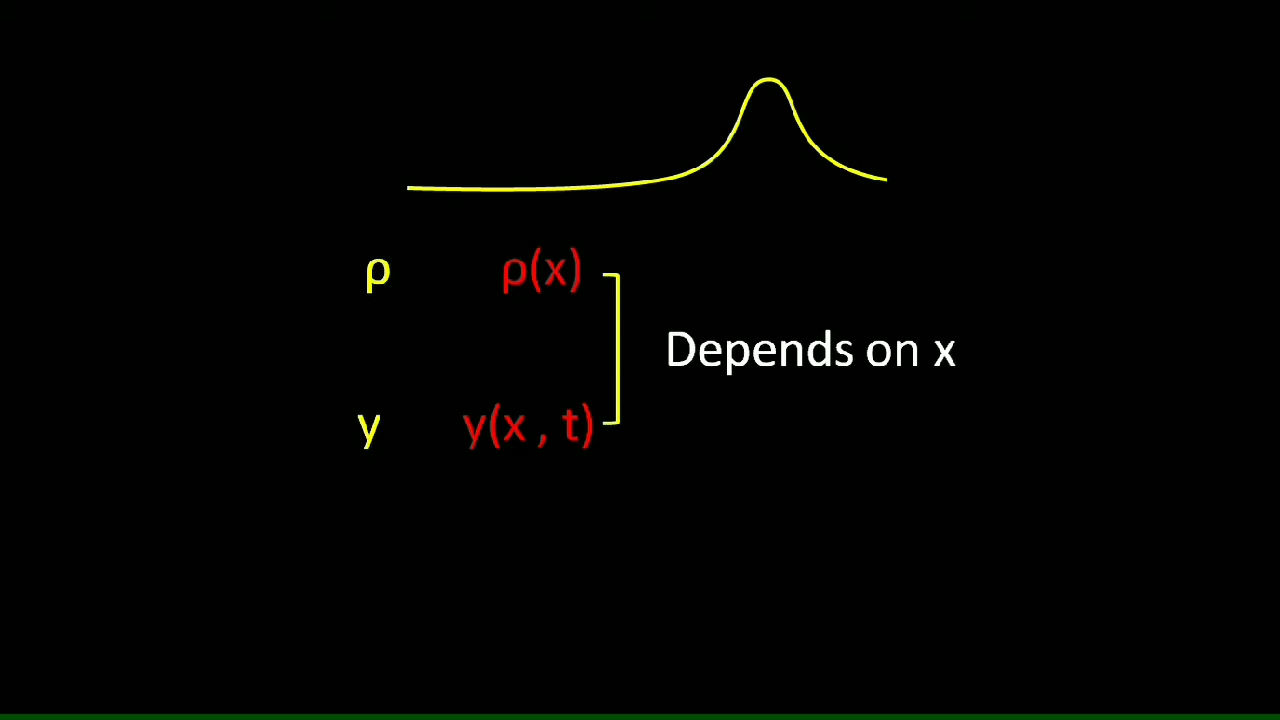 ρ ρ(x)
Depends on x
y y(x , t)